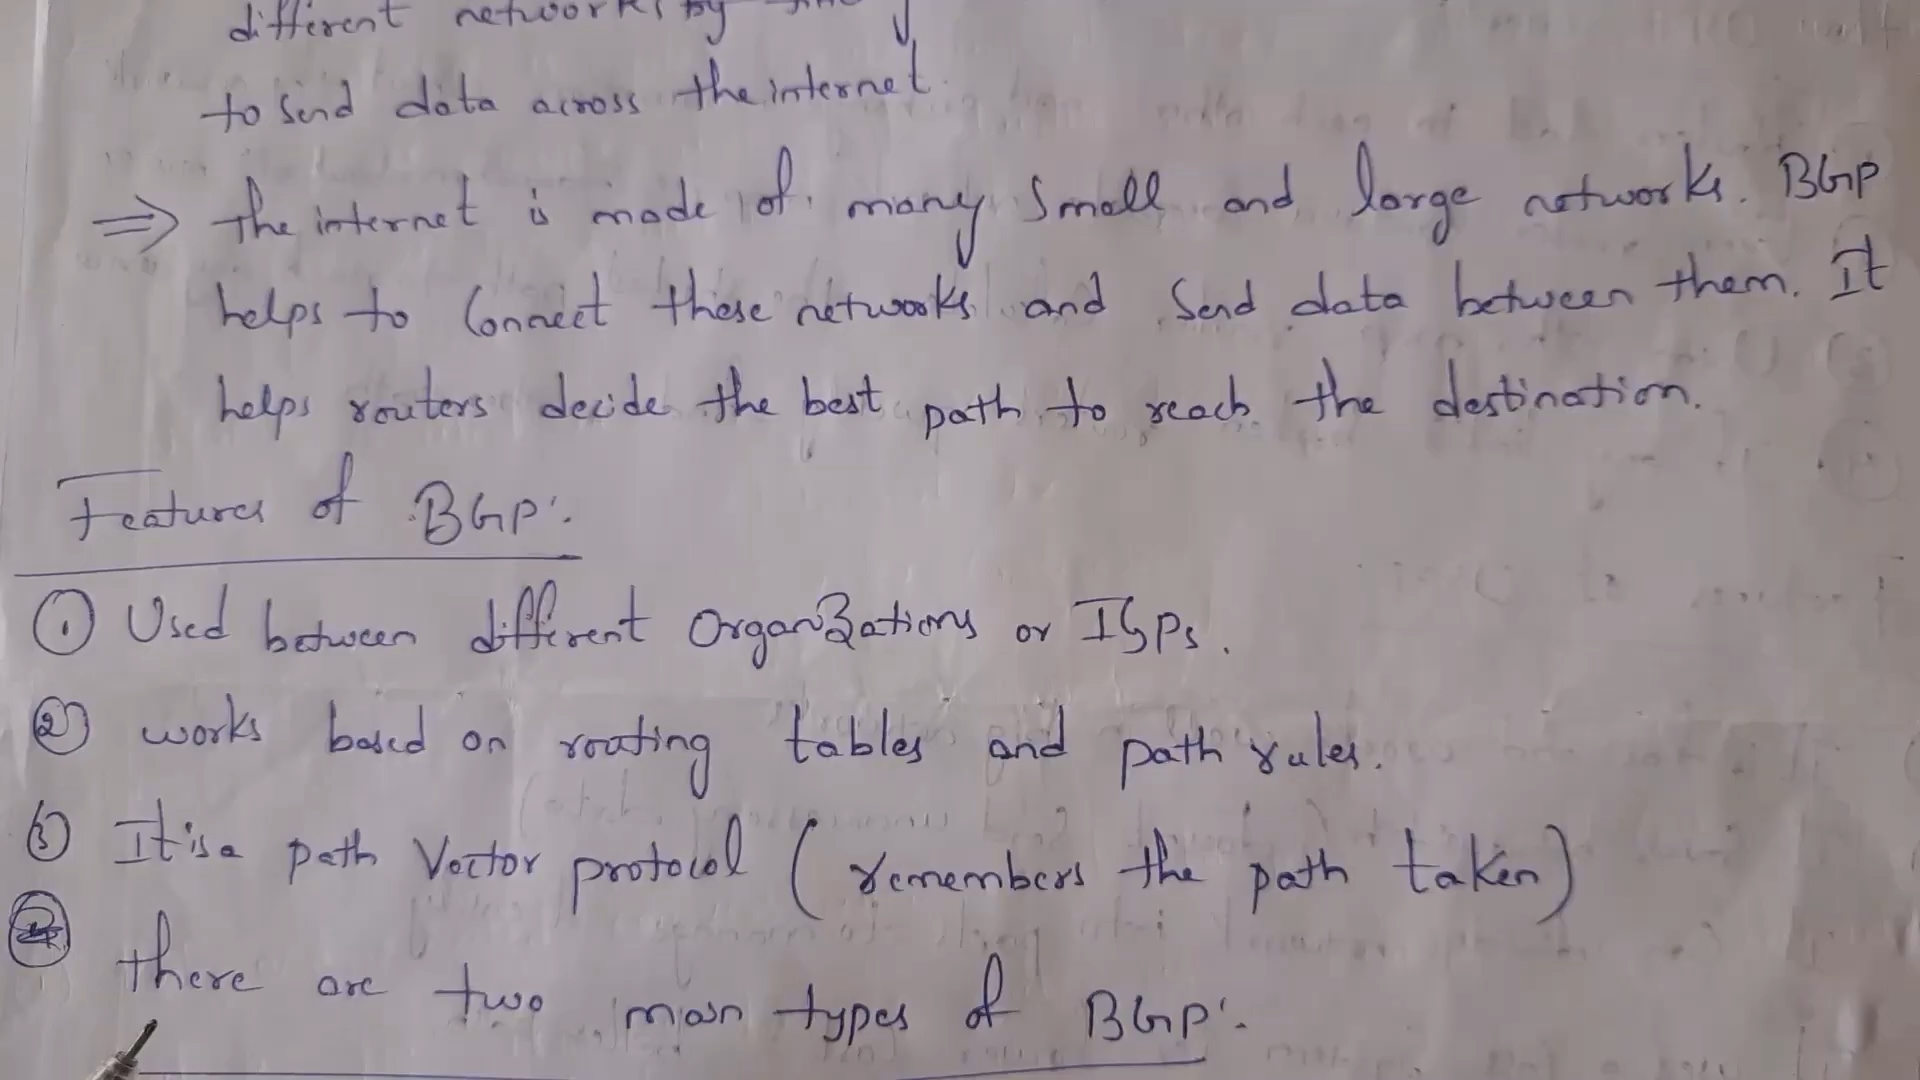 different networks by
to send data across the internet.
⇒ the internet is made of many small and large networks. BGP
helps to connect these networks and send data between them. It
helps routers decide the best path to reach the destination.
Features of BGP:
① Used between different Organizations or ISPs.
② works based on routing tables and path rules.
③ It is a path Vector protocol (remembers the path taken)
there are two main types of BGP: